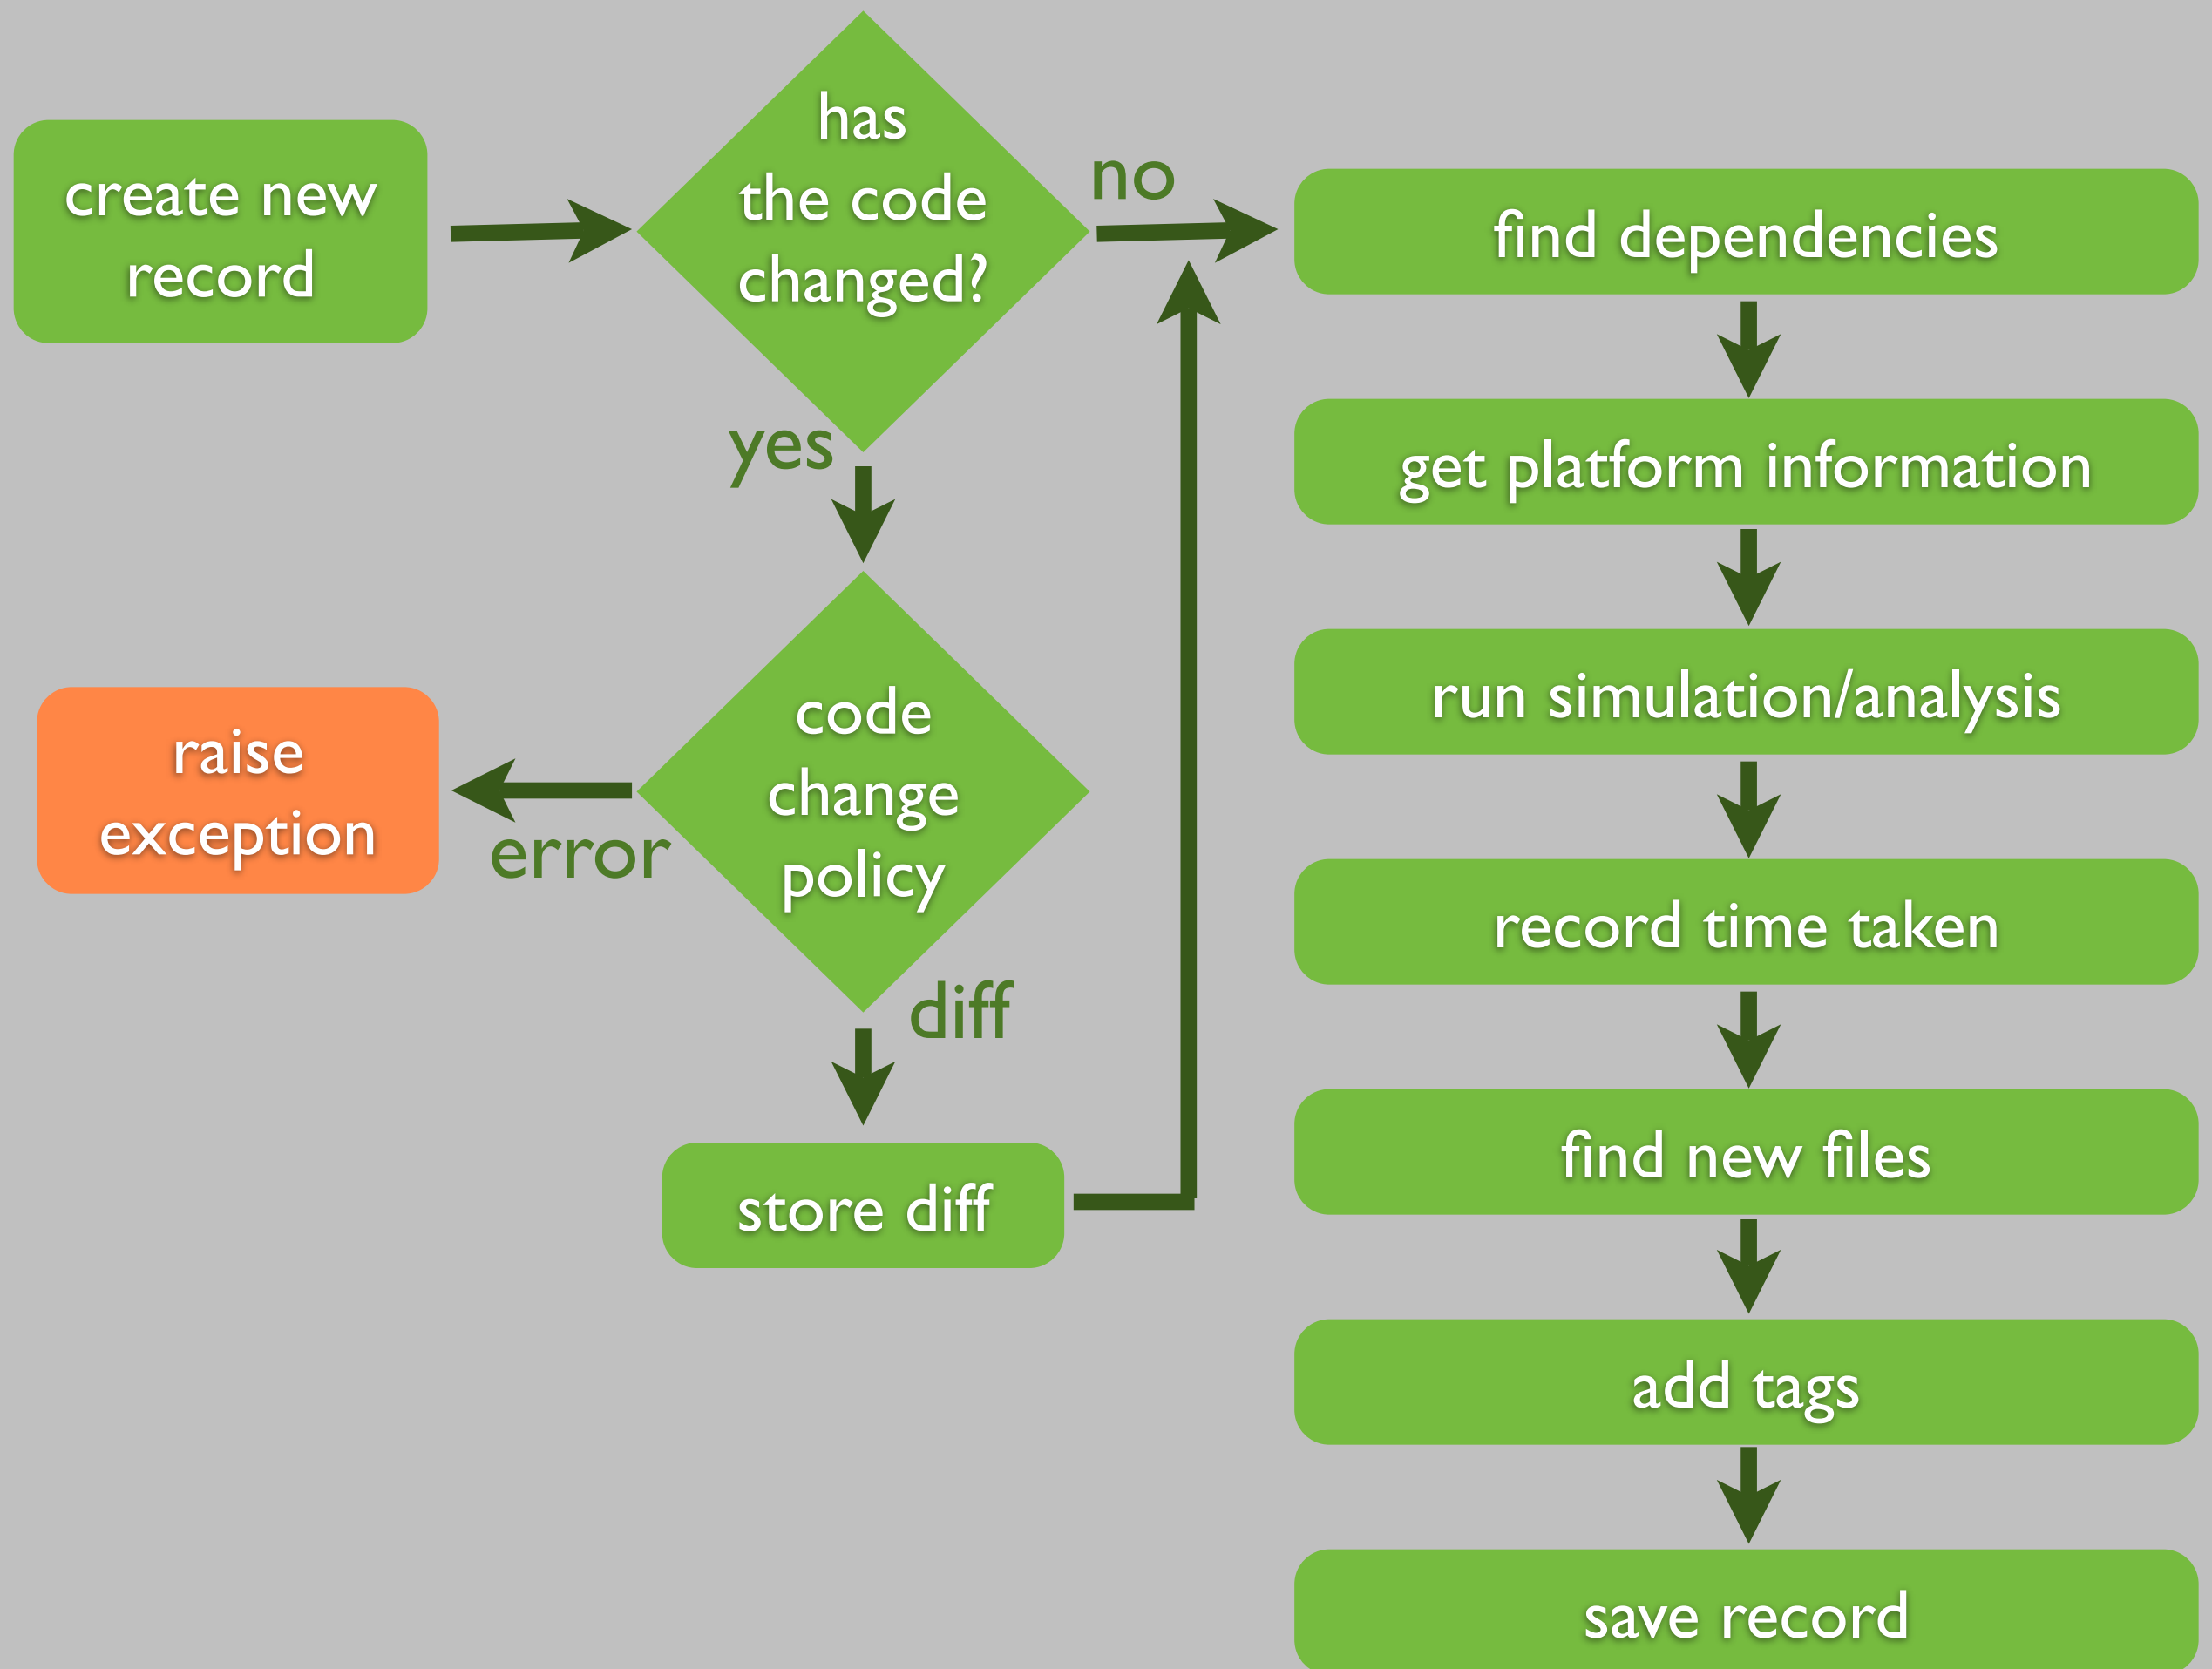 create new
record
has
the code
changed?
no
yes
code
change
policy
error
raise
exception
diff
store diff
find dependencies
get platform information
run simulation/analysis
record time taken
find new files
add tags
save record